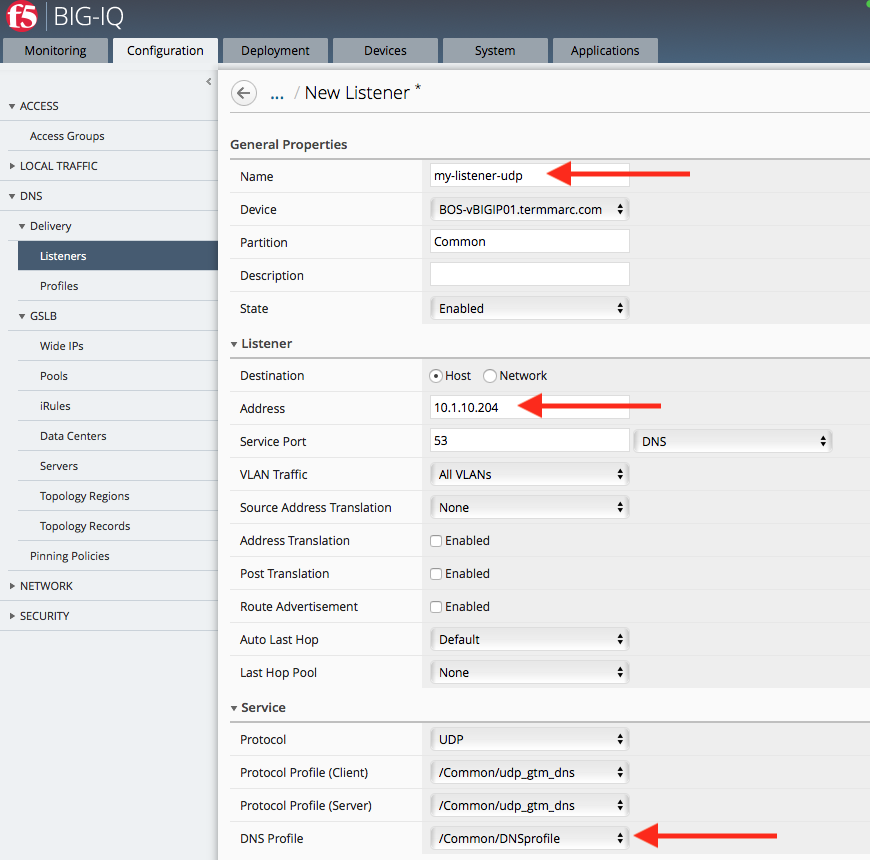 f5 BIG-IQ
Monitoring Configuration Deployment Devices System Applications
ACCESS
Access Groups
LOCAL TRAFFIC
DNS
Delivery
Listeners
Profiles
GSLB
Wide IPs
Pools
iRules
Data Centers
Servers
Topology Regions
Topology Records
Pinning Policies
NETWORK
SECURITY
... / New Listener *
General Properties
Name my-listener-udp
Device BOS-vBIGIP01.termmarc.com
Partition Common
Description
State Enabled
Listener
Destination Host Network
Address 10.1.10.204
Service Port 53 DNS
VLAN Traffic All VLANs
Source Address Translation None
Address Translation Enabled
Post Translation Enabled
Route Advertisement Enabled
Auto Last Hop Default
Last Hop Pool None
Service
Protocol UDP
Protocol Profile (Client) /Common/udp_gtm_dns
Protocol Profile (Server) /Common/udp_gtm_dns
DNS Profile /Common/DNSprofile